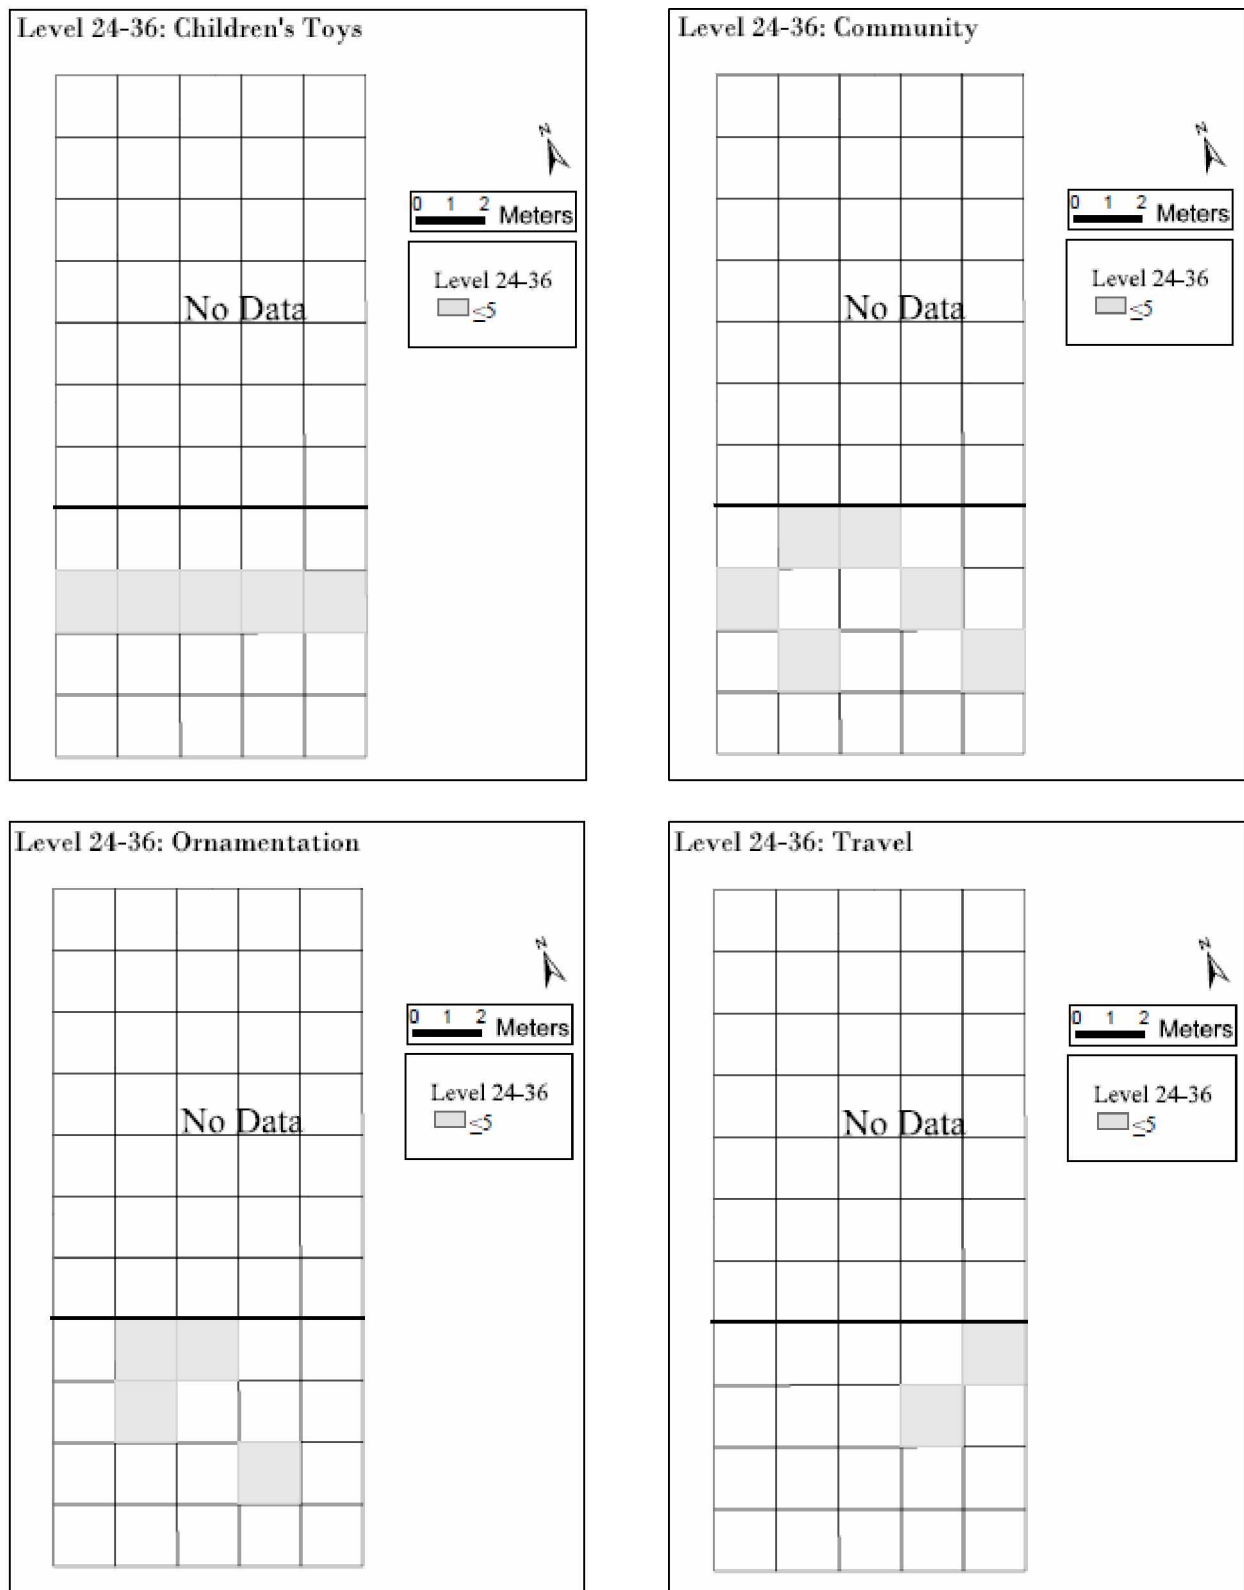 Level 24-36: Children's Toys
N
0 1 2 Meters
No Data
Level 24-36
≤5
Level 24-36: Community
N
0 1 2 Meters
No Data
Level 24-36
≤5
Level 24-36: Ornamentation
N
0 1 2 Meters
No Data
Level 24-36
≤5
Level 24-36: Travel
N
0 1 2 Meters
No Data
Level 24-36
≤5